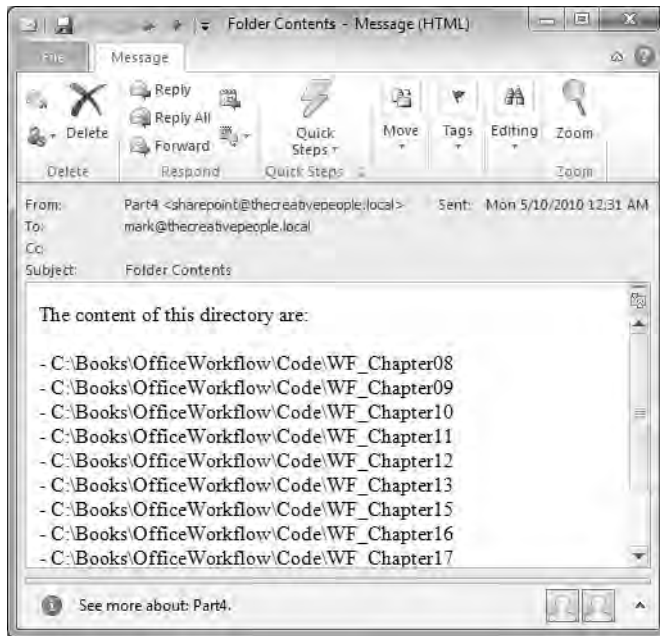 Folder Contents - Message (HTML)
File
Message
Delete
Reply
Reply All
Forward
Quick Steps
Move
Tags
Editing
Zoom
Delete
Respond
Quick Steps
Zoom
From: Part4 <sharepoint@thecreativepeople.local> Sent: Mon 5/10/2010 12:31 AM
To: mark@thecreativepeople.local
Cc:
Subject: Folder Contents
The content of this directory are:
- C:\Books\OfficeWorkflow\Code\WF_Chapter08
- C:\Books\OfficeWorkflow\Code\WF_Chapter09
- C:\Books\OfficeWorkflow\Code\WF_Chapter10
- C:\Books\OfficeWorkflow\Code\WF_Chapter11
- C:\Books\OfficeWorkflow\Code\WF_Chapter12
- C:\Books\OfficeWorkflow\Code\WF_Chapter13
- C:\Books\OfficeWorkflow\Code\WF_Chapter15
- C:\Books\OfficeWorkflow\Code\WF_Chapter16
- C:\Books\OfficeWorkflow\Code\WF_Chapter17
See more about: Part4.